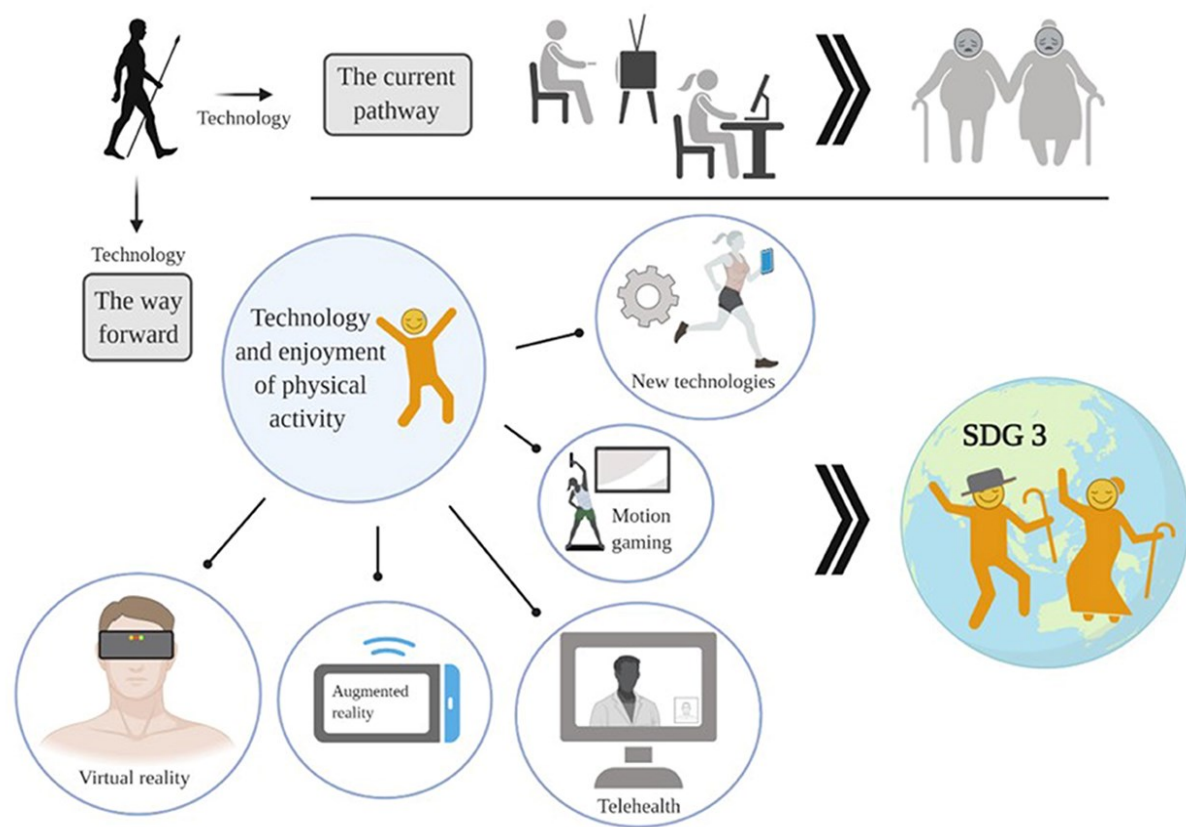 Technology
The current
pathway
Technology
The way
forward
Technology
and enjoyment
of physical
activity
New technologies
Motion
gaming
SDG 3
Virtual reality
Augmented
reality
Telehealth